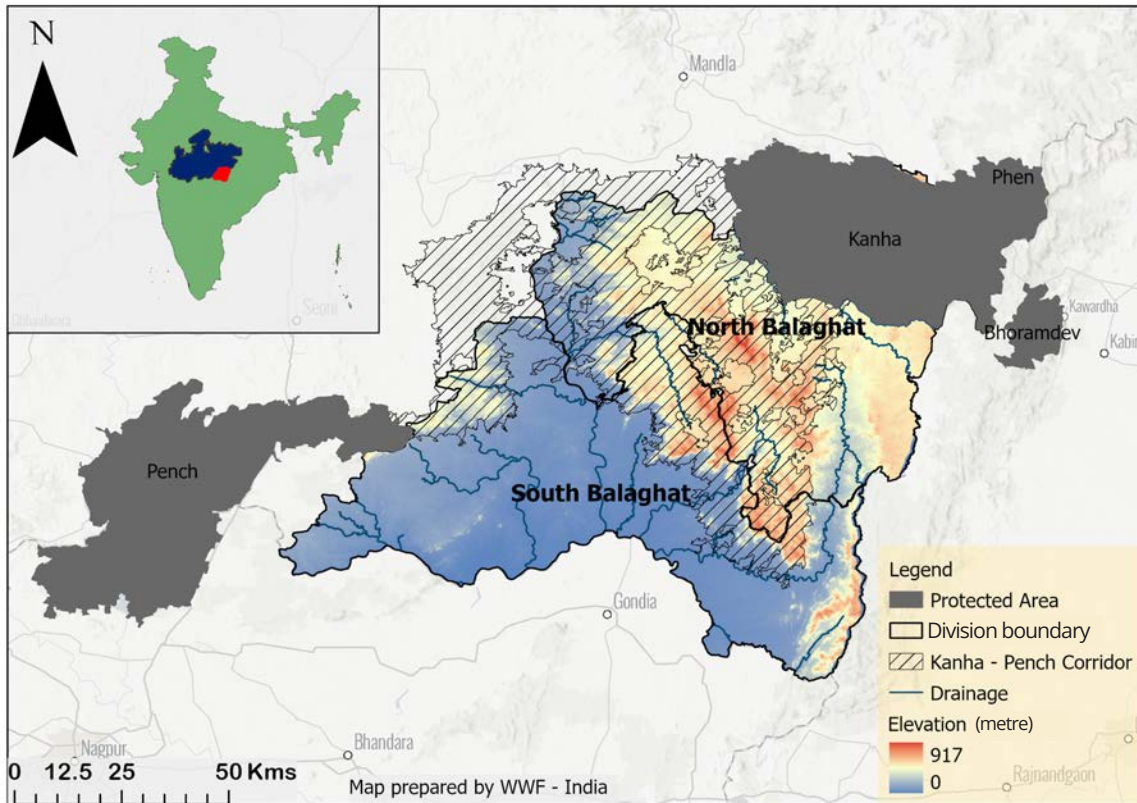 N
Mandla
Phen
Kanha
Seoni
Chhindwara
Kawardha
North Balaghat
Bhoramdev
Kabir
Pench
South Balaghat
Gondia
Legend
Protected Area
Division boundary
Kanha - Pench Corridor
Drainage
Elevation (metre)
917
0
Nagpur
Bhandara
0 12.5 25 50 Kms
Map prepared by WWF - India
Rajnandgaon